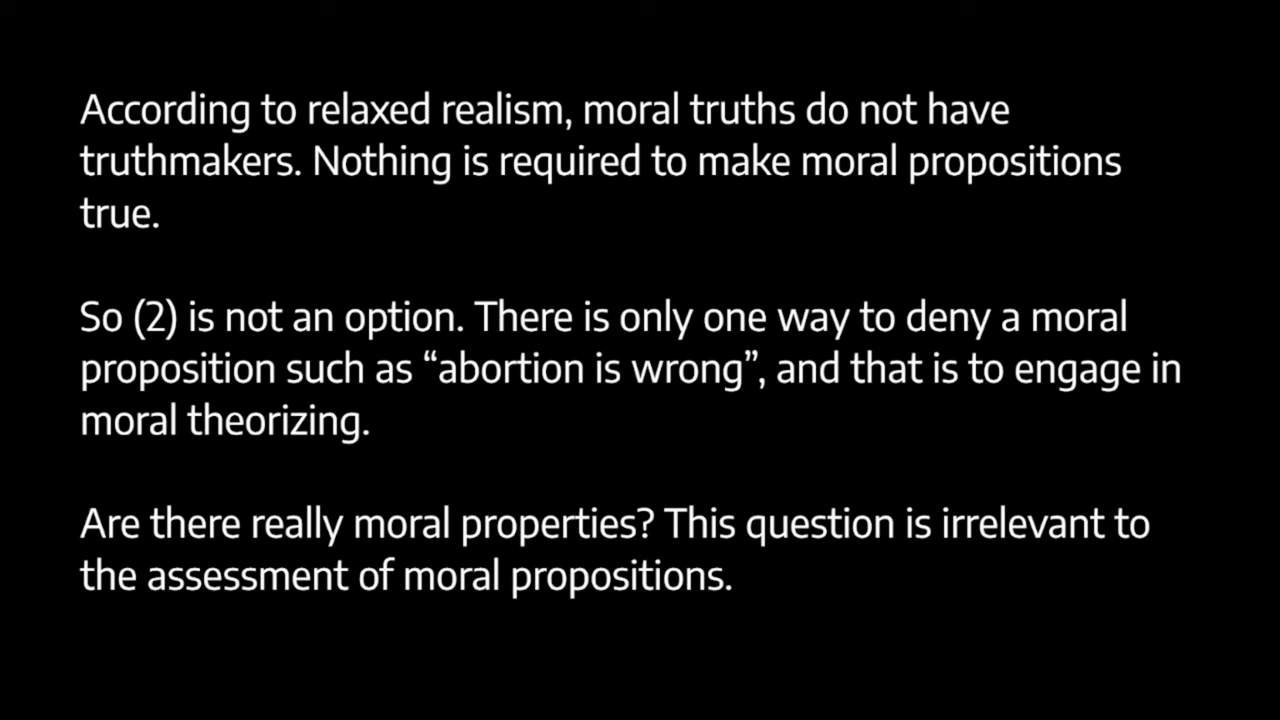 According to relaxed realism, moral truths do not have
truthmakers. Nothing is required to make moral propositions
true.
So (2) is not an option. There is only one way to deny a moral
proposition such as “abortion is wrong”, and that is to engage in
moral theorizing.
Are there really moral properties? This question is irrelevant to
the assessment of moral propositions.